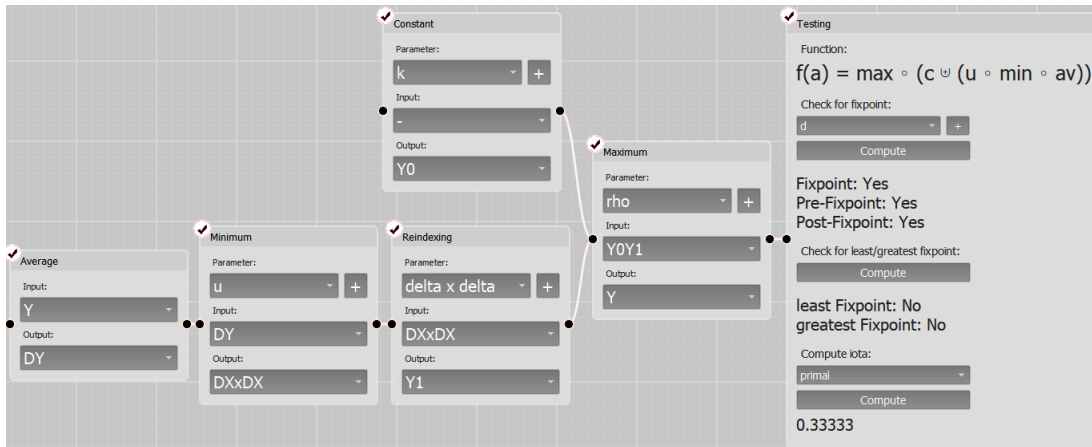 Constant
Parameter:
k
+
Input:
-
Output:
Y0
Average
Input:
Y
Output:
DY
Minimum
Parameter:
u
+
Input:
DY
Output:
DXxDX
Reindexing
Parameter:
delta x delta
+
Input:
DXxDX
Output:
Y1
Maximum
Parameter:
rho
+
Input:
Y0Y1
Output:
Y
Testing
Function:
f(a) = max ∘ (c ⊎ (u ∘ min ∘ av))
Check for fixpoint:
d
+
Compute
Fixpoint: Yes
Pre-Fixpoint: Yes
Post-Fixpoint: Yes
Check for least/greatest fixpoint:
Compute
least Fixpoint: No
greatest Fixpoint: No
Compute iota:
primal
Compute
0.33333